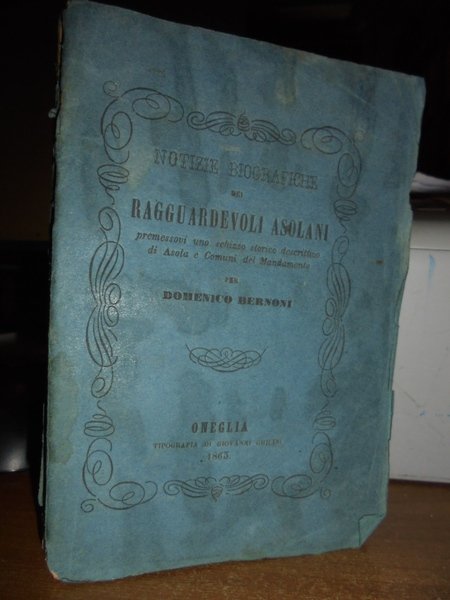 NOTIZIE BIOGRAFICHE
DEI
RAGGUARDEVOLI ASOLANI
premessovi uno schizzo storico descrittivo
di Asola e Comuni del Mandamento
PER
DOMENICO BERNONI
ONEGLIA
TIPOGRAFIA DI GIOVANNI GHILINI
1863